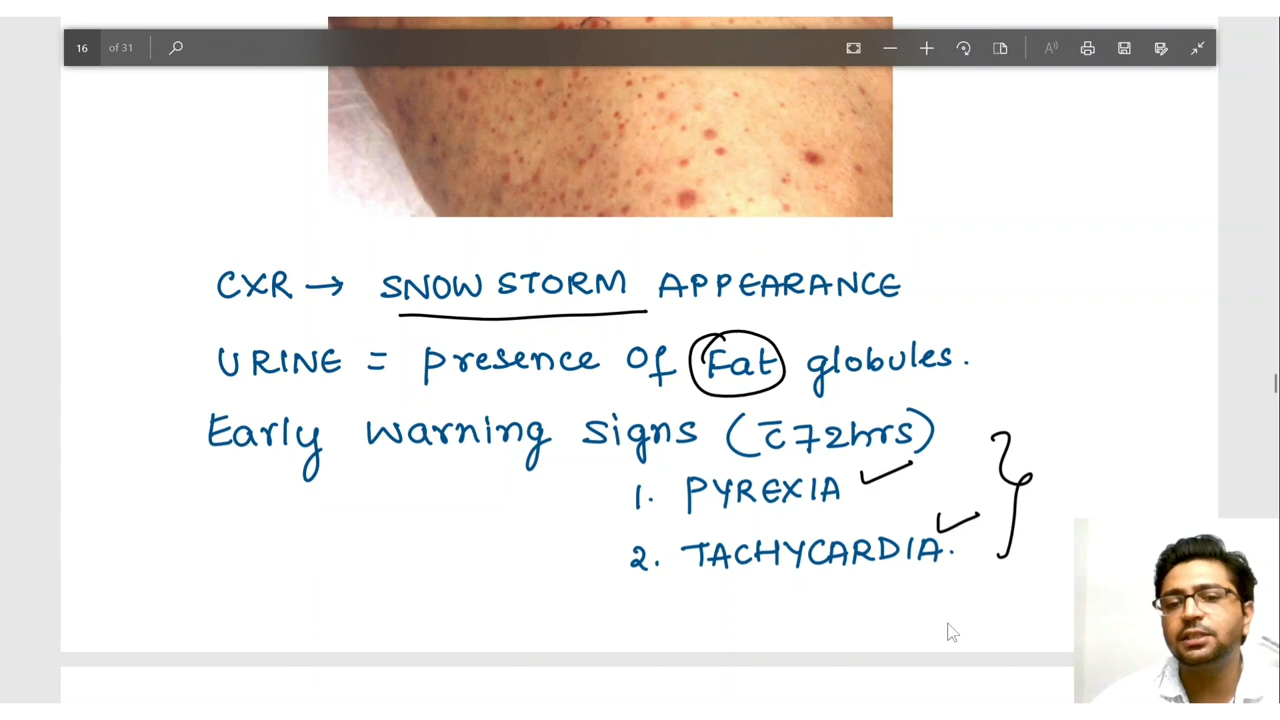 16 of 31
CXR → SNOW STORM APPEARANCE
URINE = presence of Fat globules.
Early warning signs (c̄ 72hrs)
1. PYREXIA
2. TACHYCARDIA.